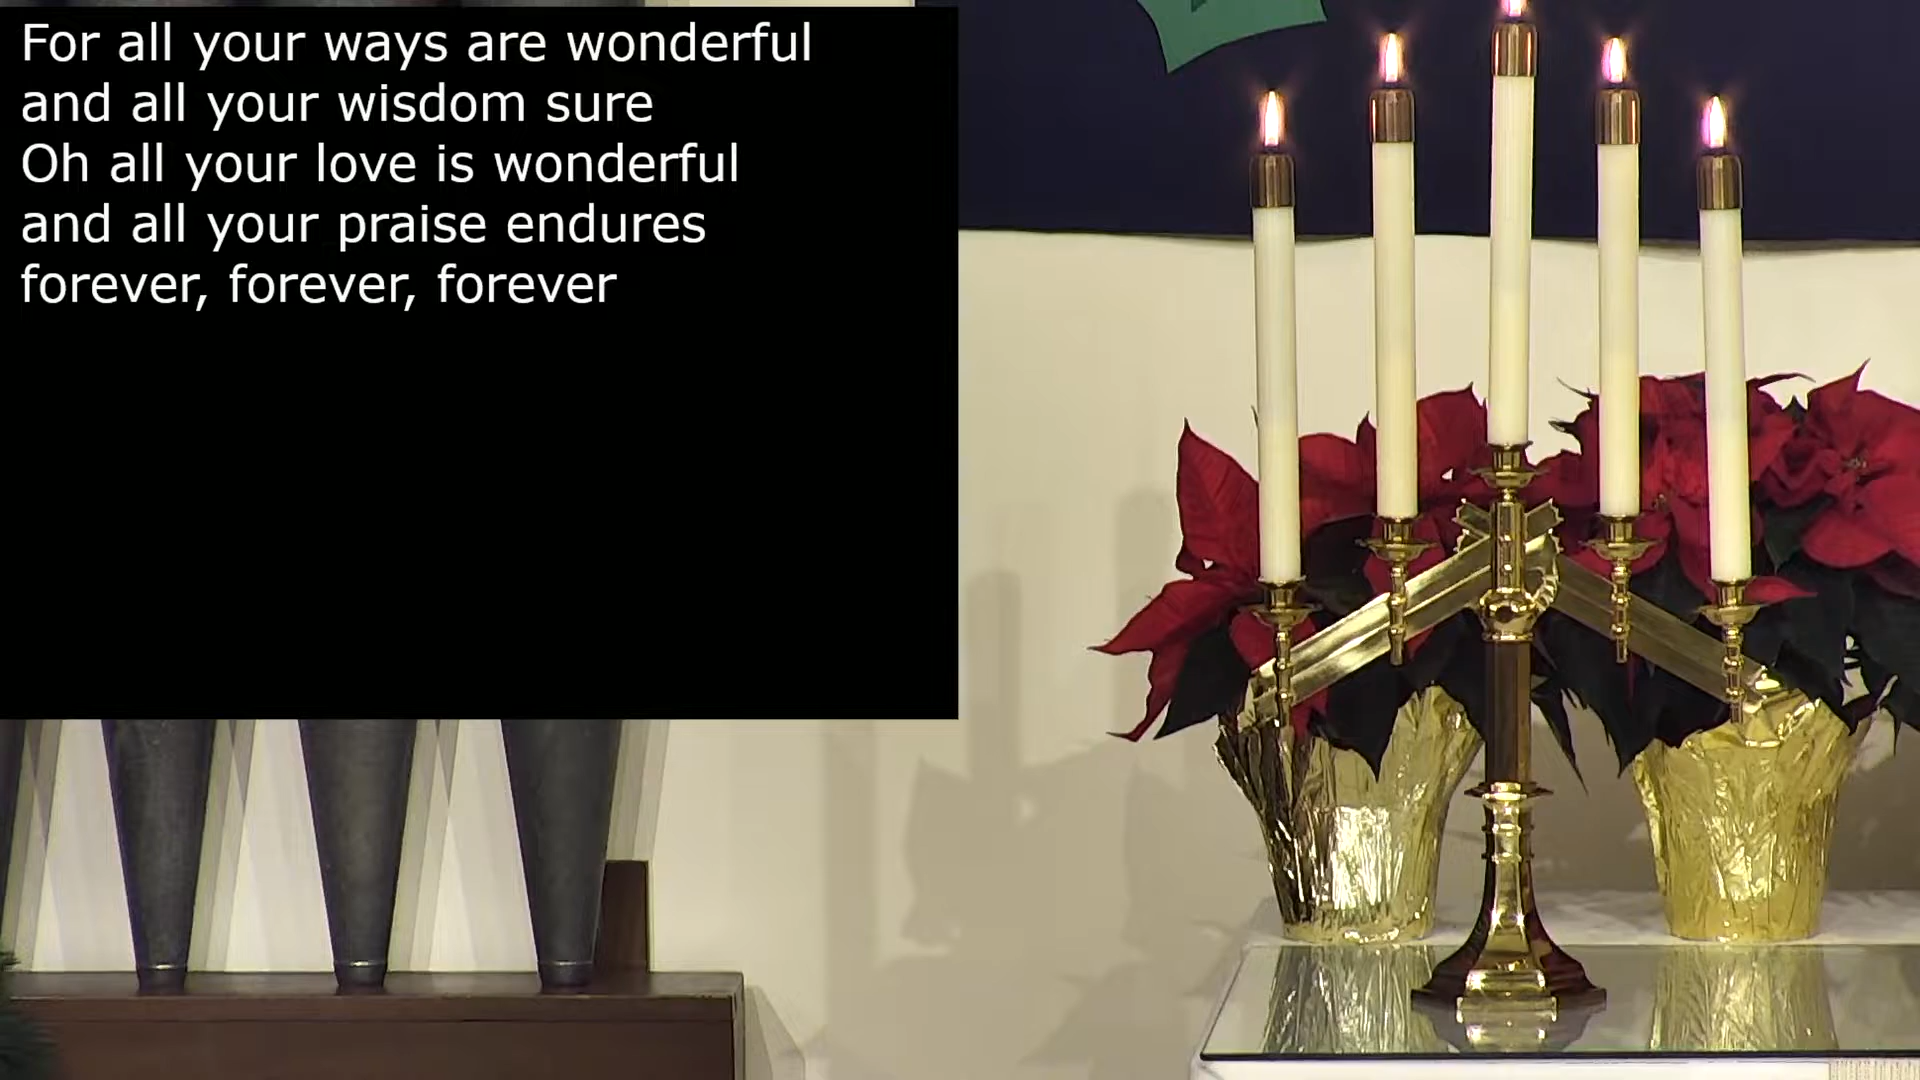 For all your ways are wonderful
and all your wisdom sure
Oh all your love is wonderful
and all your praise endures
forever, forever, forever